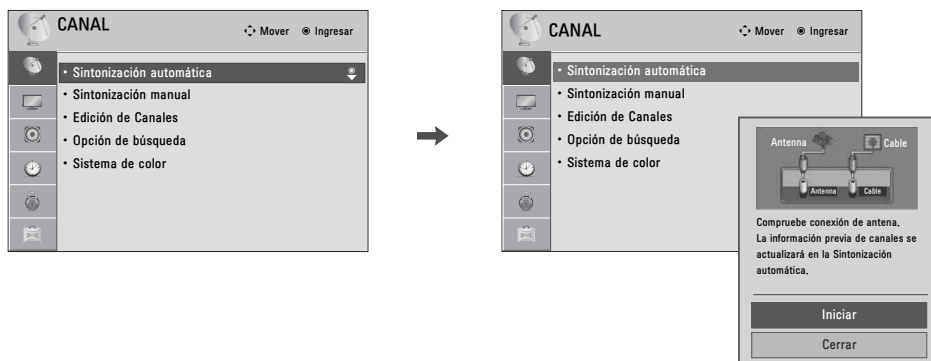 CANAL
Mover Ingresar
• Sintonización automática
• Sintonización manual
• Edición de Canales
• Opción de búsqueda
• Sistema de color
CANAL
Mover Ingresar
• Sintonización automática
• Sintonización manual
• Edición de Canales
• Opción de búsqueda
• Sistema de color
Antenna Cable
Antenna Cable
Compruebe conexión de antena.
La información previa de canales se
actualizará en la Sintonización
automática.
Iniciar
Cerrar